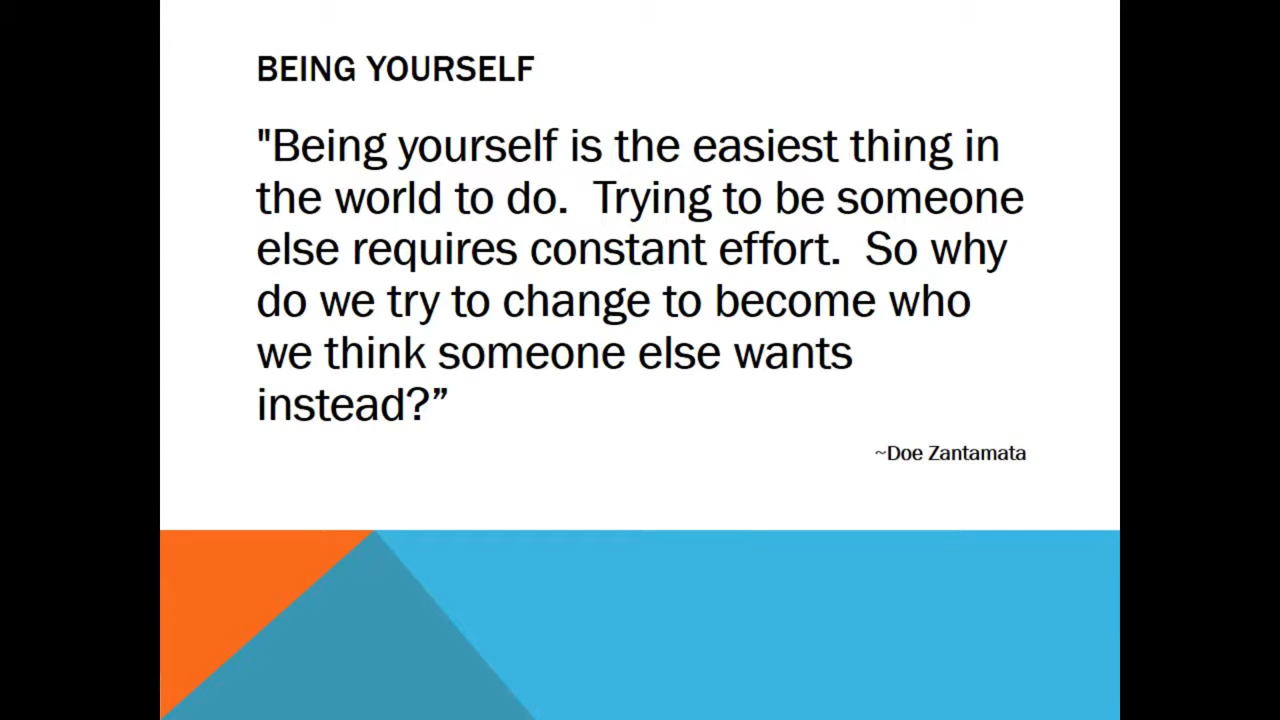 BEING YOURSELF
"Being yourself is the easiest thing in
the world to do.  Trying to be someone
else requires constant effort.  So why
do we try to change to become who
we think someone else wants
instead?”
~Doe Zantamata